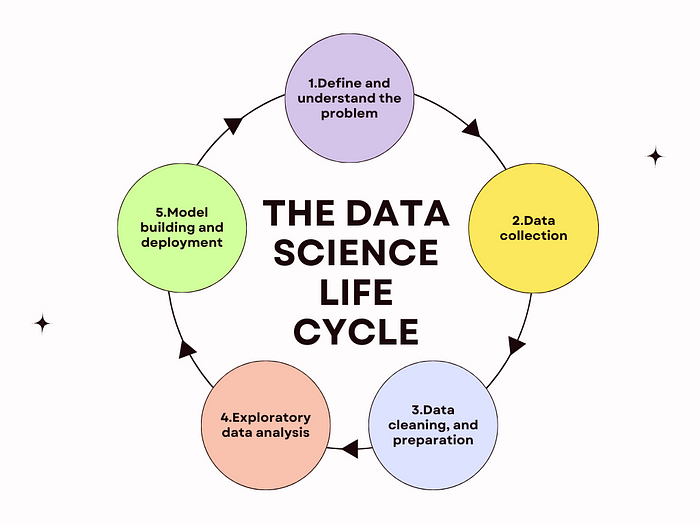 1.Define and
understand the
problem
THE DATA
SCIENCE
LIFE
CYCLE
2.Data
collection
3.Data
cleaning, and
preparation
4.Exploratory
data analysis
5.Model
building and
deployment